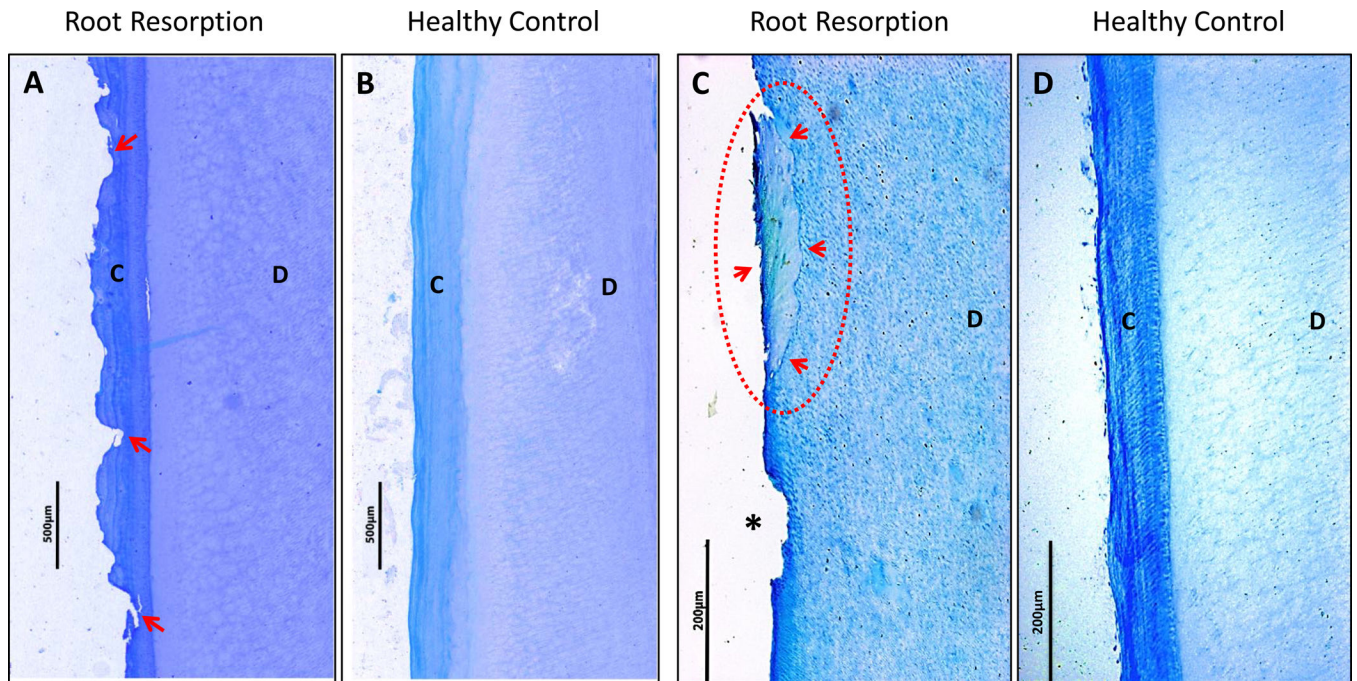 Root Resorption
Healthy Control
Root Resorption
Healthy Control
A
C
D
500µm
B
C
D
500µm
C
D
*
200µm
D
C
D
200µm